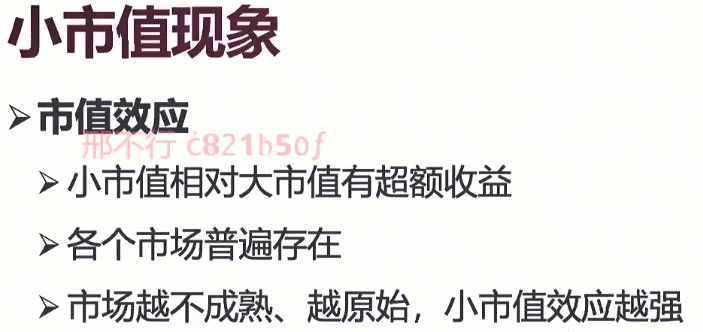 小市值现象
➢市值效应
邢不行 c821b50f
➢小市值相对大市值有超额收益
➢各个市场普遍存在
➢市场越不成熟、越原始，小市值效应越强